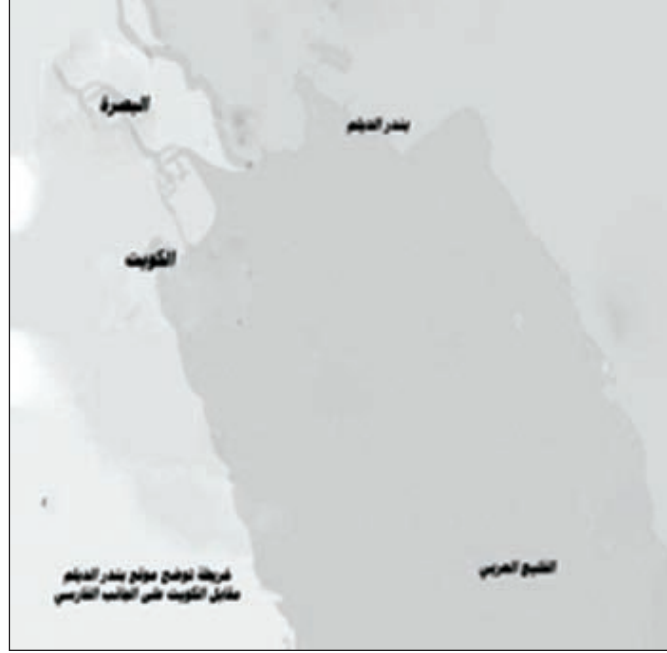 البصرة
بندر الديلم
الكويت
الخليج العربي
خريطة توضح موقع بندر الديلم
مقابل الكويت على الجانب الفارسي